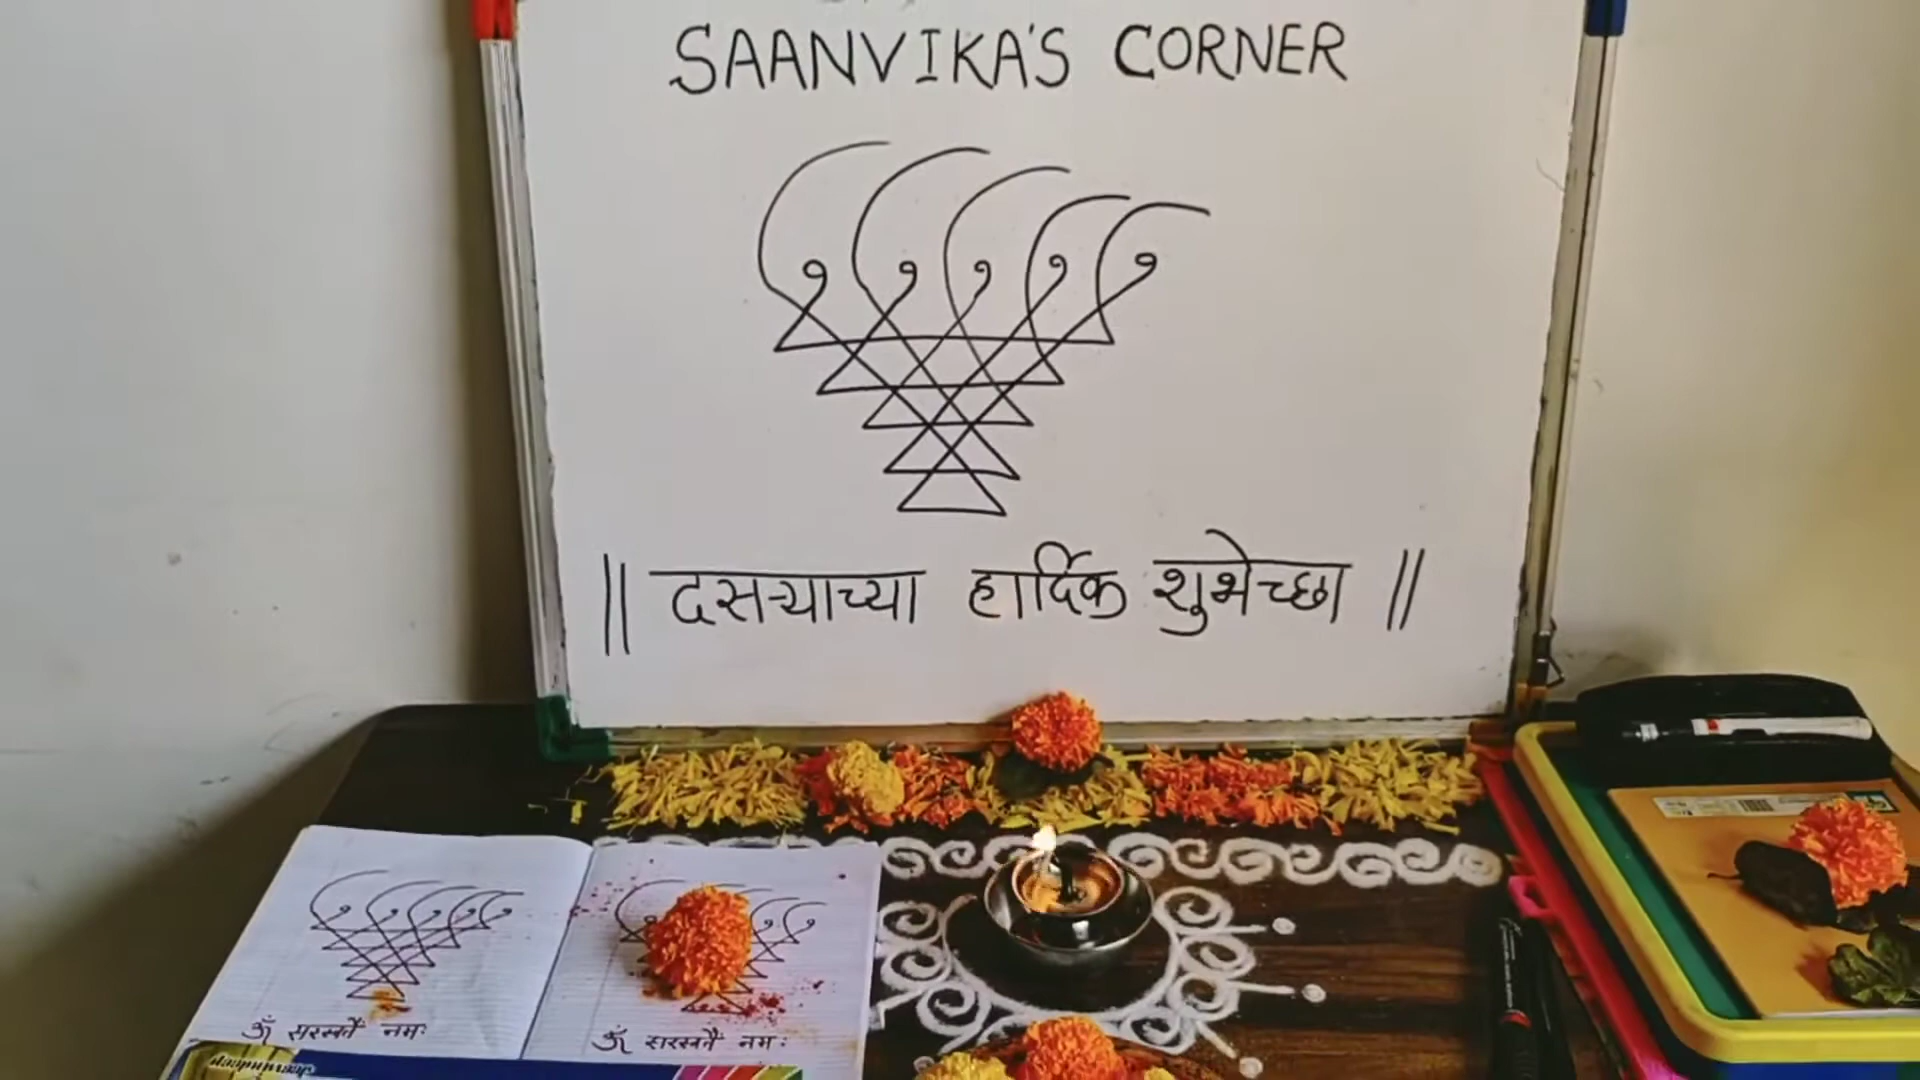 SAANVIKA'S CORNER
|| दसऱ्याच्या हार्दिक शुभेच्छा ||
ॐ सरस्वतै नमः
ॐ सरस्वतै नमः